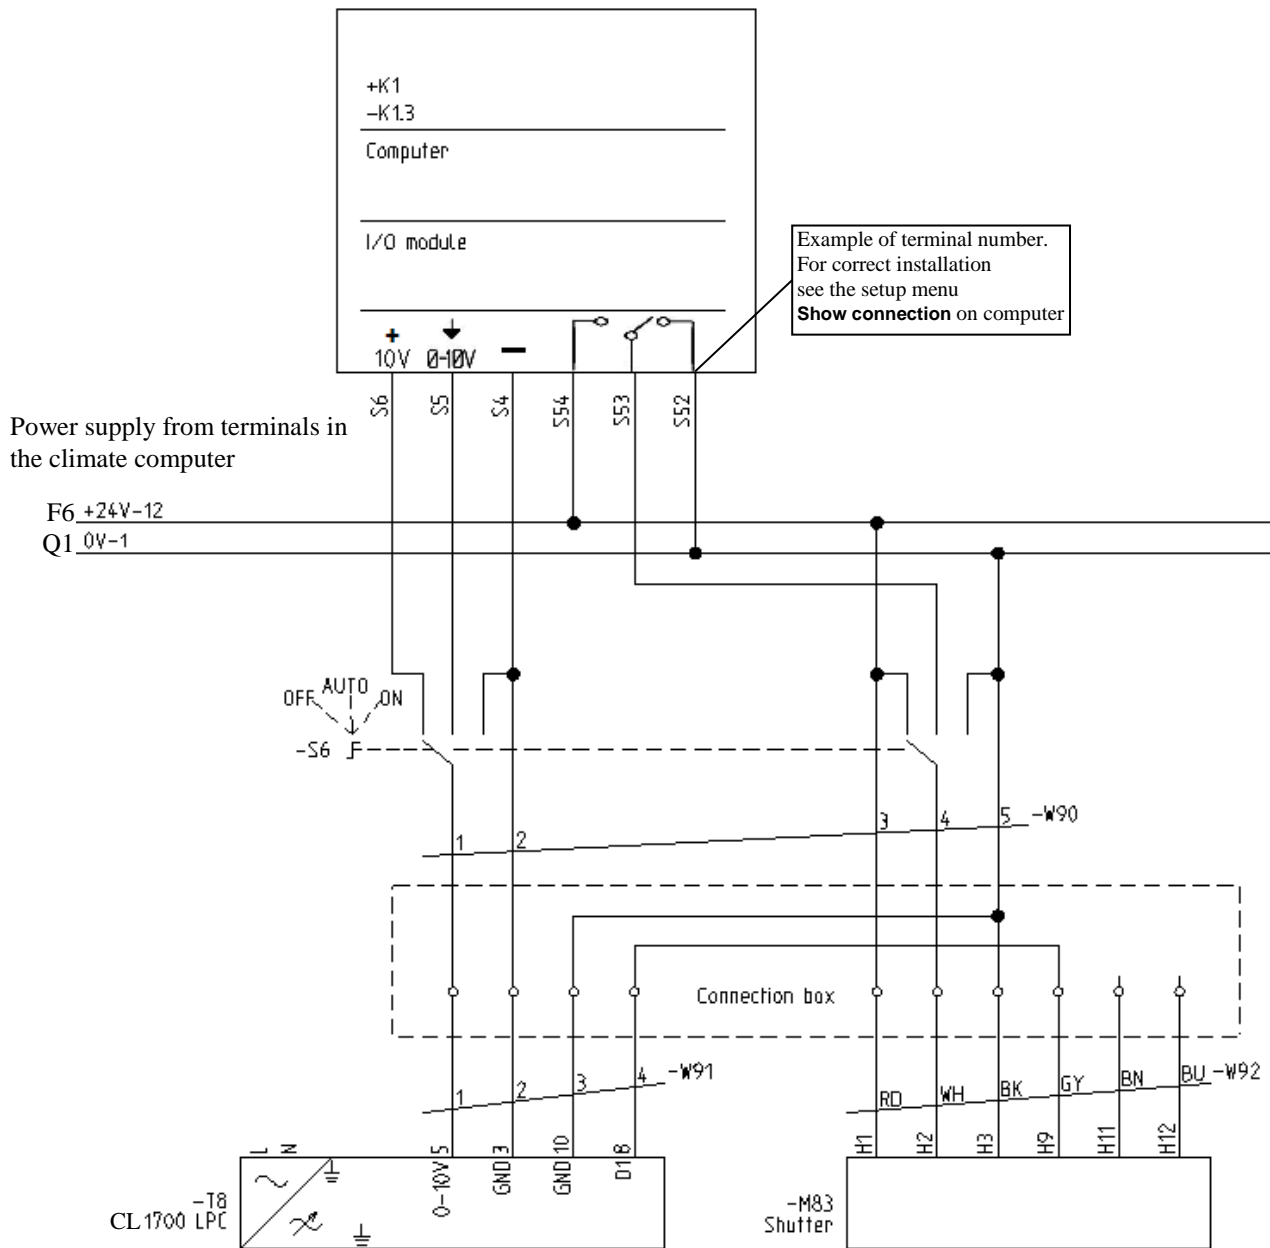 +K1
-K1.3
Computer
I/O module
Example of terminal number.
For correct installation
see the setup menu
Show connection on computer
+ 
10V 0-10V
S6 S5 S4 S54 S53 S52
Power supply from terminals in
the climate computer
F6 +24V-12
Q1 0V-1
OFF AUTO ON
-S6
1 2 3 4 5 -W90
Connection box
1 2 3 4 -W91
RD WH BK GY BN BU -W92
L N 0-10V 5 GND 3 GND 10 D1 8
H1 H2 H3 H9 H11 H12
-T8
CL 1700 LPC
-M83
Shutter